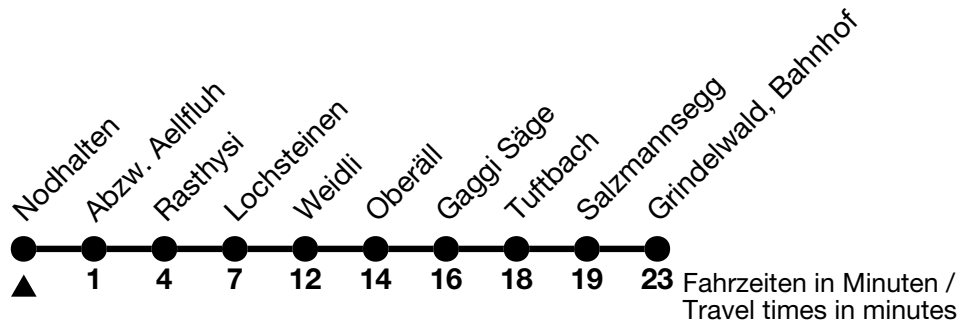 Nodhalten
Abzw. Aellfluh
Rasthysi
Lochsteinen
Weidli
Oberäll
Gaggi Säge
Tuftbach
Salzmannsegg
Grindelwald, Bahnhof
1 4 7 12 14 16 18 19 23
Fahrzeiten in Minuten /
Travel times in minutes